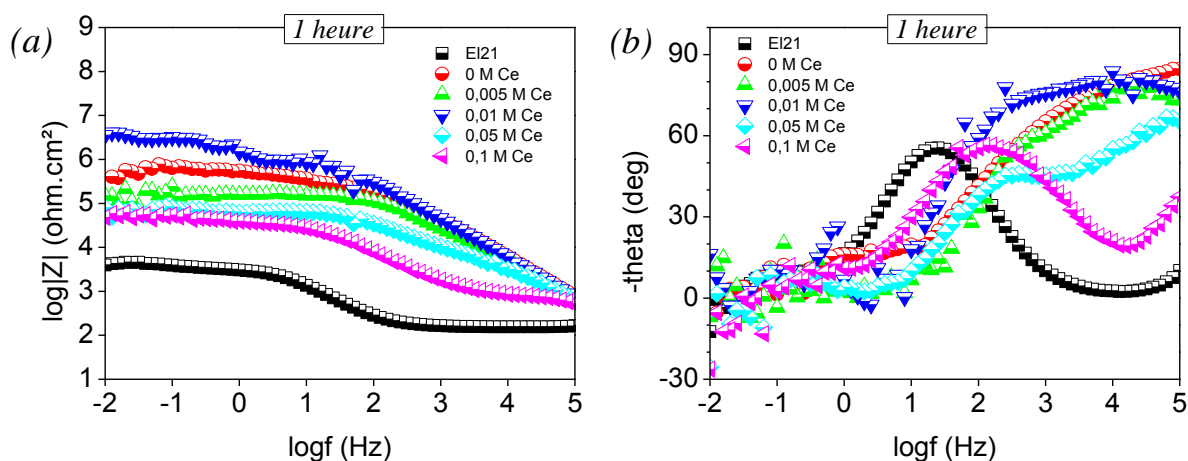 (a)
1 heure
log|Z| (ohm.cm²)
9
8
7
6
5
4
3
2
1
El21
0 M Ce
0,005 M Ce
0,01 M Ce
0,05 M Ce
0,1 M Ce
-2 -1 0 1 2 3 4 5
logf (Hz)
(b)
1 heure
-theta (deg)
90
60
30
0
-30
El21
0 M Ce
0,005 M Ce
0,01 M Ce
0,05 M Ce
0,1 M Ce
-2 -1 0 1 2 3 4 5
logf (Hz)